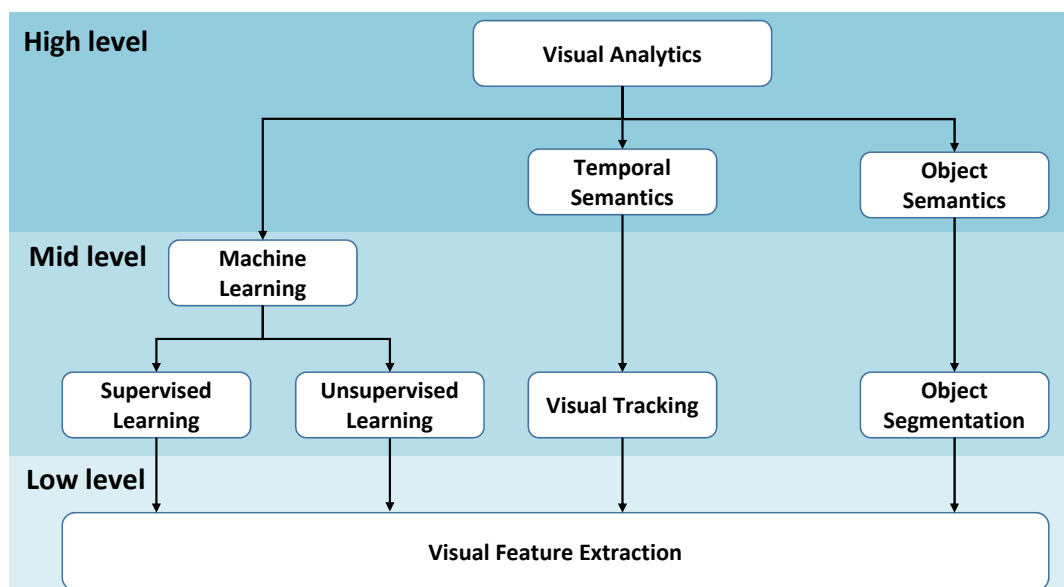 High level
Visual Analytics
Temporal
Semantics
Object
Semantics
Mid level
Machine
Learning
Supervised
Learning
Unsupervised
Learning
Visual Tracking
Object
Segmentation
Low level
Visual Feature Extraction